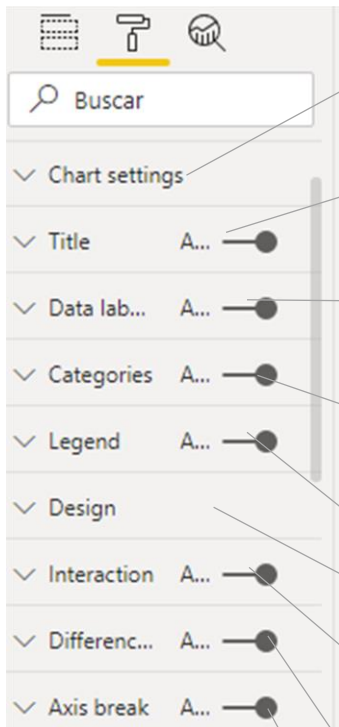 Buscar
Chart settings
Title A...
Data lab... A...
Categories A...
Legend A...
Design
Interaction A...
Differenc... A...
Axis break A...